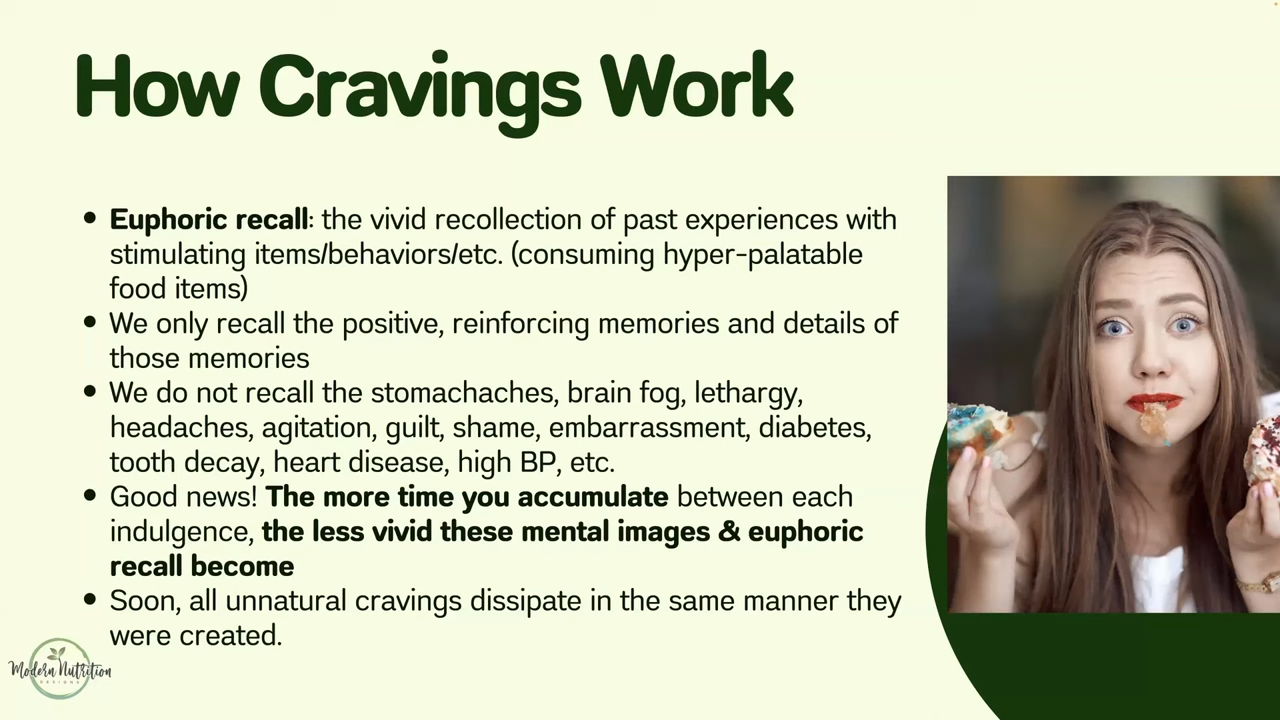 How Cravings Work
• Euphoric recall: the vivid recollection of past experiences with
stimulating items/behaviors/etc. (consuming hyper-palatable
food items)
• We only recall the positive, reinforcing memories and details of
those memories
• We do not recall the stomachaches, brain fog, lethargy,
headaches, agitation, guilt, shame, embarrassment, diabetes,
tooth decay, heart disease, high BP, etc.
• Good news! The more time you accumulate between each
indulgence, the less vivid these mental images & euphoric
recall become
• Soon, all unnatural cravings dissipate in the same manner they
were created.
Modern Nutrition
DESIGNS